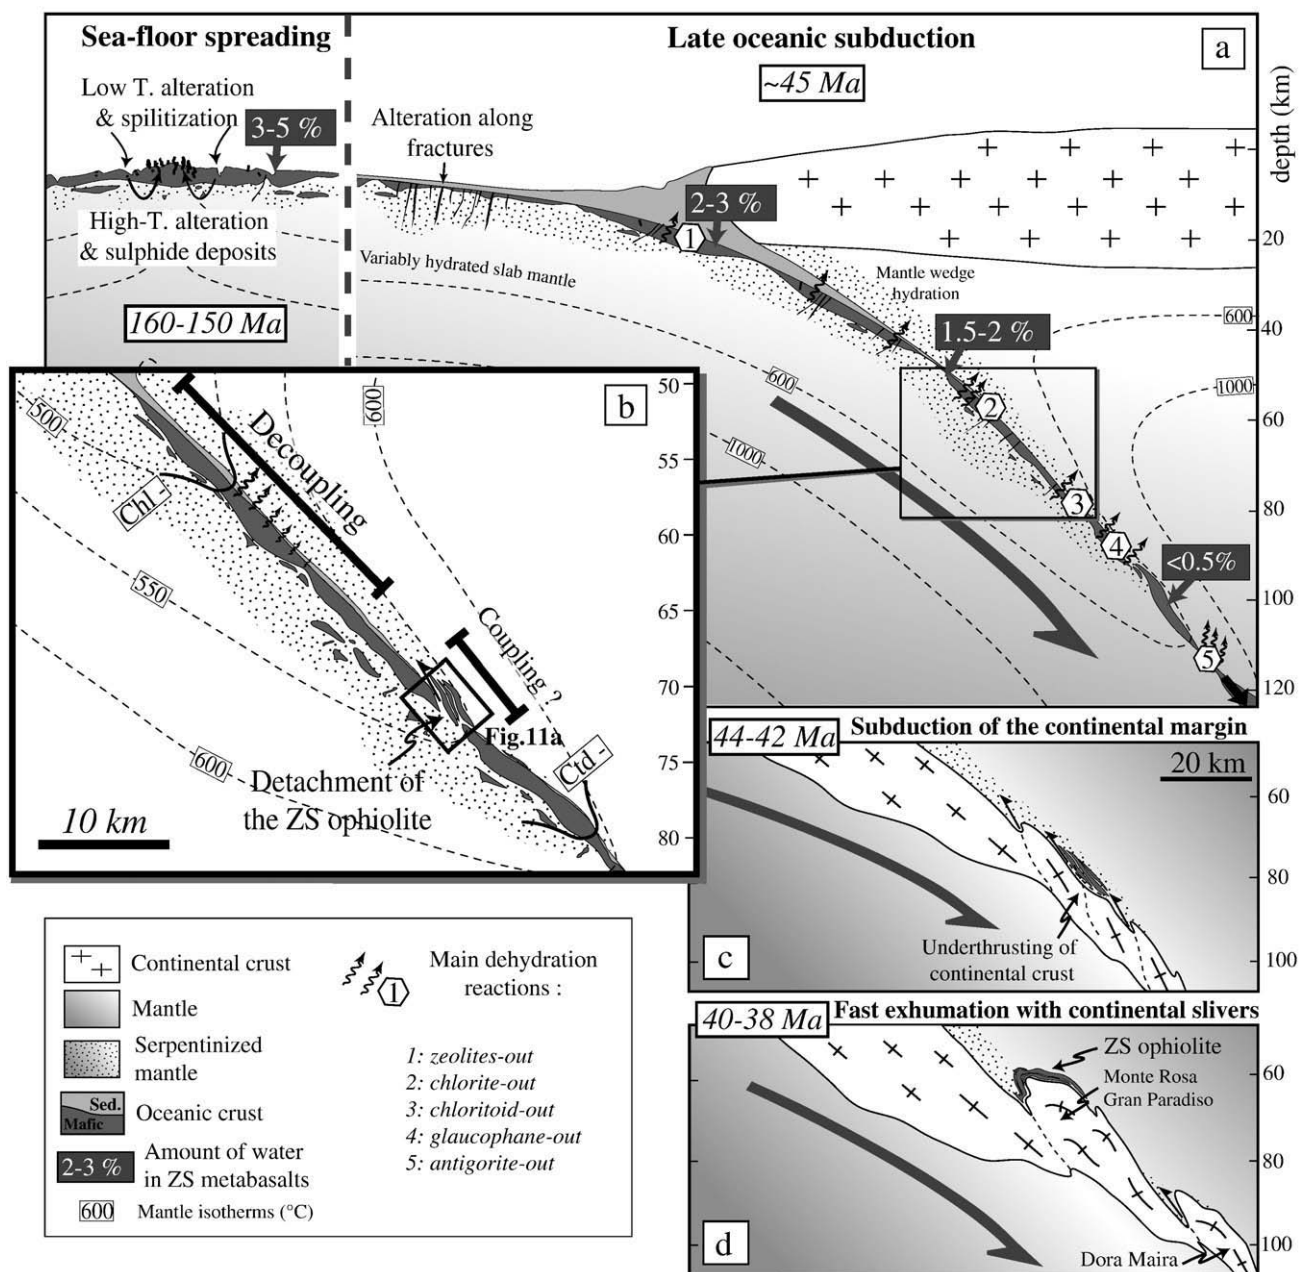 Sea-floor spreading
Late oceanic subduction
a
~45 Ma
Low T. alteration
& spilitization
3-5 %
Alteration along
fractures
High-T. alteration
& sulphide deposits
160-150 Ma
Variably hydrated slab mantle
2-3 %
1
Mantle wedge
hydration
1.5-2 %
2
3
4
<0.5%
5
600
1000
600
1000
depth (km)
20
40
60
80
100
120
b
500
550
600
600
Chl -
Decoupling
Coupling ?
Fig.11a
Ctd -
Detachment of
the ZS ophiolite
10 km
50
55
60
65
70
75
80
44-42 Ma
Subduction of the continental margin
20 km
Underthrusting of
continental crust
c
60
80
100
40-38 Ma
Fast exhumation with continental slivers
ZS ophiolite
Monte Rosa
Gran Paradiso
Dora Maira
d
60
80
100
Continental crust
Mantle
Serpentinized
mantle
Sed.
Mafic
Oceanic crust
2-3 %
Amount of water
in ZS metabasalts
600
Mantle isotherms (°C)
1
Main dehydration
reactions :
1: zeolites-out
2: chlorite-out
3: chloritoid-out
4: glaucophane-out
5: antigorite-out